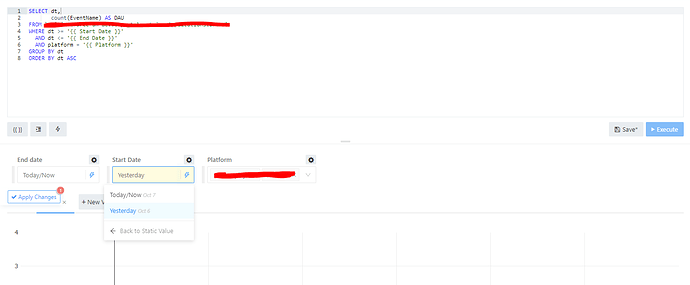 1 SELECT dt,
2 count(EventName) AS DAU
3 FROM
4 WHERE dt >= '{{ Start Date }}'
5 AND dt <= '{{ End Date }}'
6 AND platform = '{{ Platform }}'
7 GROUP BY dt
8 ORDER BY dt ASC
{{ }} Save* Execute
End date Start Date Platform
Today/Now Yesterday
Apply Changes 1 × + New V
Today/Now Oct 7
Yesterday Oct 6
Back to Static Value
4
3